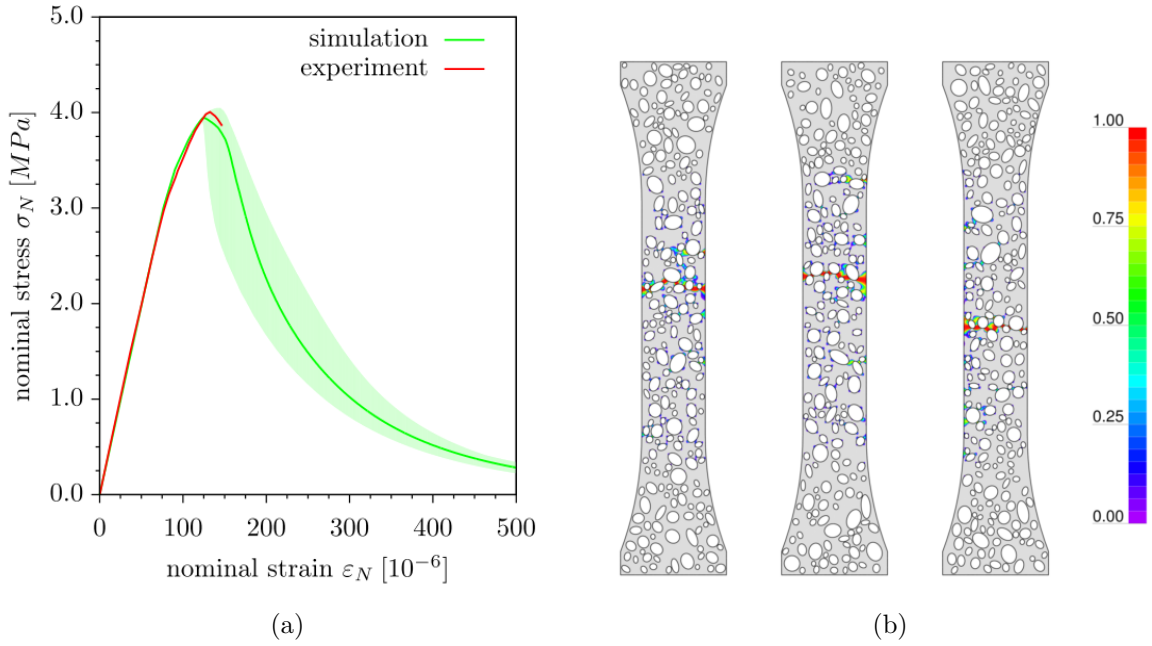 5.0
4.0
3.0
2.0
1.0
0.0
nominal stress σ_N [MPa]
simulation
experiment
0
100
200
300
400
500
nominal strain ε_N [10⁻⁶]
(a)
1.00
0.75
0.50
0.25
0.00
(b)